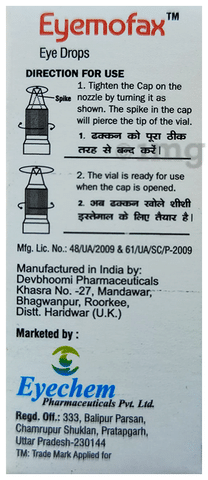 Eyemofax™
Eye Drops
DIRECTION FOR USE
Spike
1. Tighten the Cap on the
nozzle by turning it as
shown. The spike in the cap
will pierce the tip of the vial.
1. ढक्कन को पूरा ठीक
तरह से बन्द करें।
2. The vial is ready for use
when the cap is opened.
2. अब ढक्कन खोले शीशी
इस्तेमाल के लिए तैयार है।
Mfg. Lic. No.: 48/UA/2009 & 61/UA/SC/P-2009
Manufactured in India by:
Devbhoomi Pharmaceuticals
Khasra No. -27, Mandawar,
Bhagwanpur, Roorkee,
Distt. Haridwar (U.K.)
Marketed by :
Eyechem
Pharmaceuticals Pvt. Ltd.
Regd. Off.: 333, Balipur Parsan,
Chamrupur Shuklan, Pratapgarh,
Uttar Pradesh-230144
TM: Trade Mark Applied for